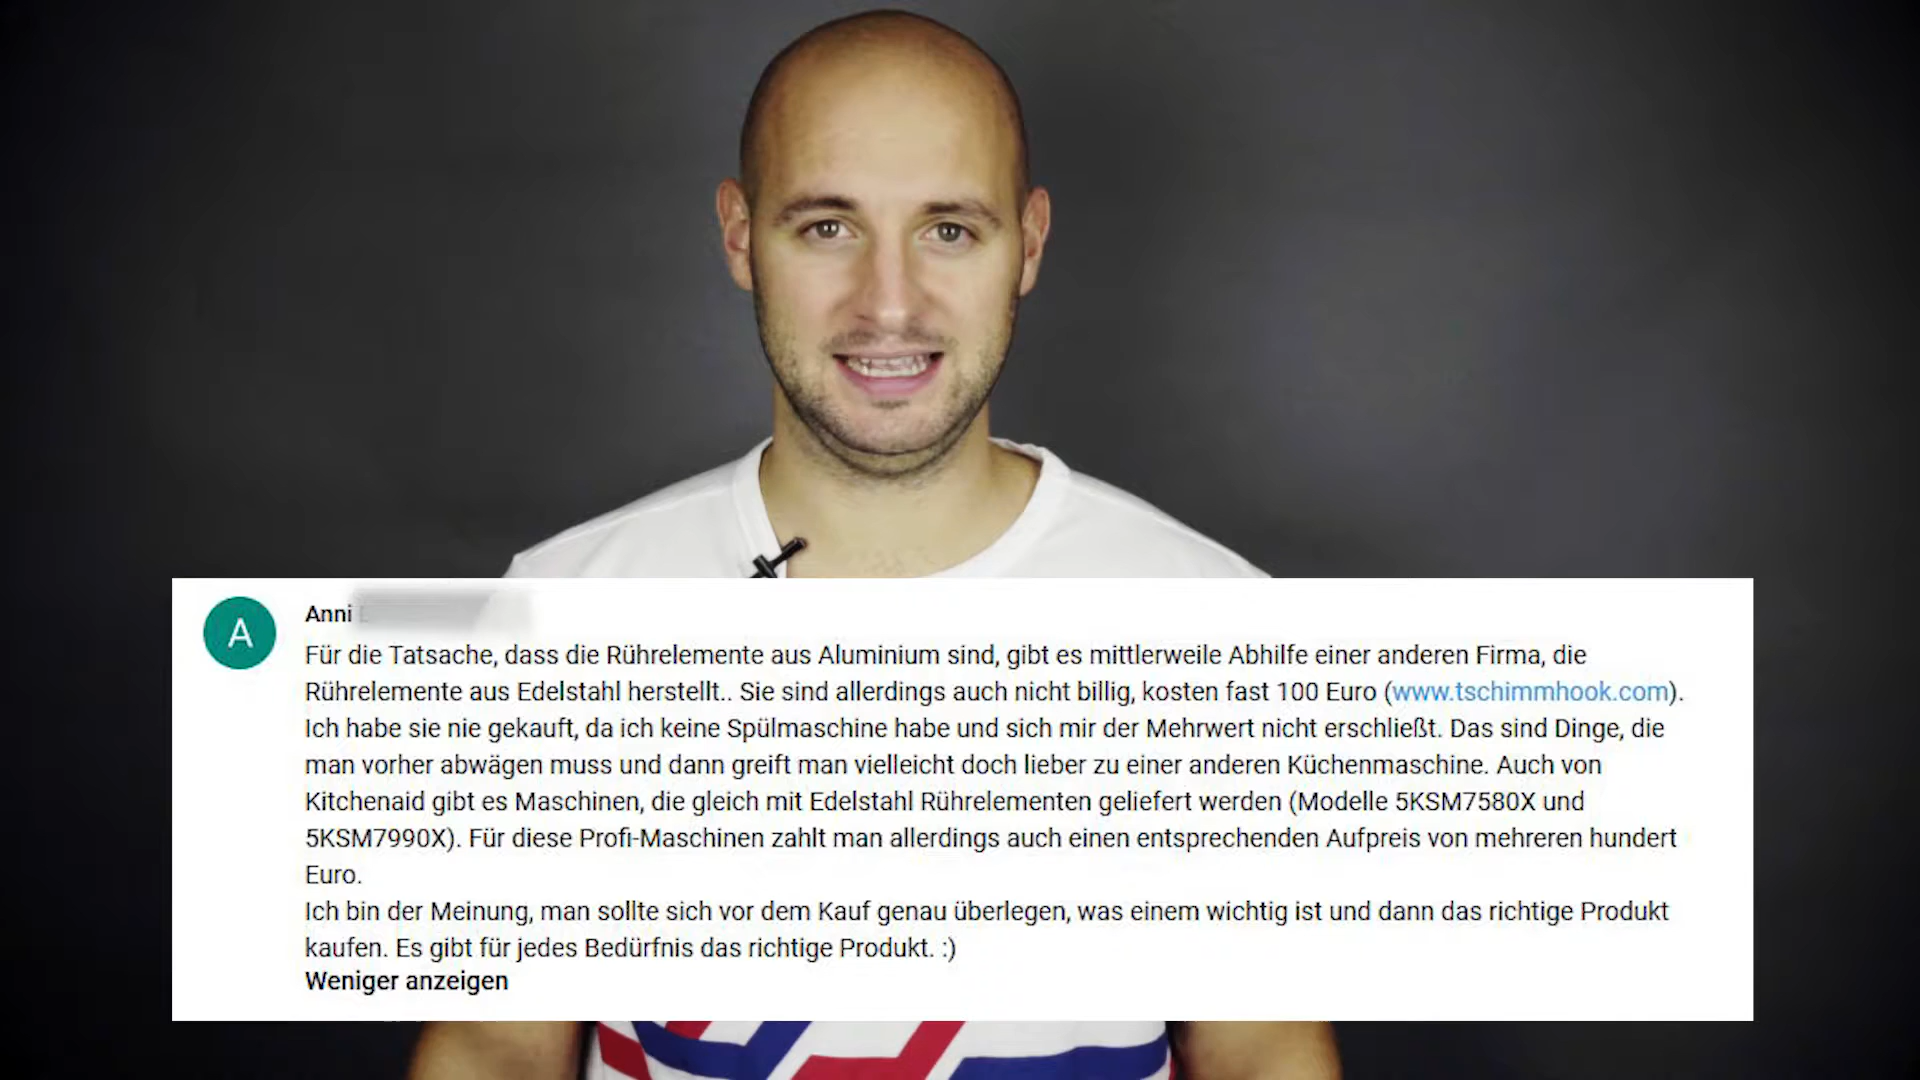 A
Anni
Für die Tatsache, dass die Rührelemente aus Aluminium sind, gibt es mittlerweile Abhilfe einer anderen Firma, die
Rührelemente aus Edelstahl herstellt.. Sie sind allerdings auch nicht billig, kosten fast 100 Euro (www.tschimmhook.com).
Ich habe sie nie gekauft, da ich keine Spülmaschine habe und sich mir der Mehrwert nicht erschließt. Das sind Dinge, die
man vorher abwägen muss und dann greift man vielleicht doch lieber zu einer anderen Küchenmaschine. Auch von
Kitchenaid gibt es Maschinen, die gleich mit Edelstahl Rührelementen geliefert werden (Modelle 5KSM7580X und
5KSM7990X). Für diese Profi-Maschinen zahlt man allerdings auch einen entsprechenden Aufpreis von mehreren hundert
Euro.
Ich bin der Meinung, man sollte sich vor dem Kauf genau überlegen, was einem wichtig ist und dann das richtige Produkt
kaufen. Es gibt für jedes Bedürfnis das richtige Produkt. :)
Weniger anzeigen